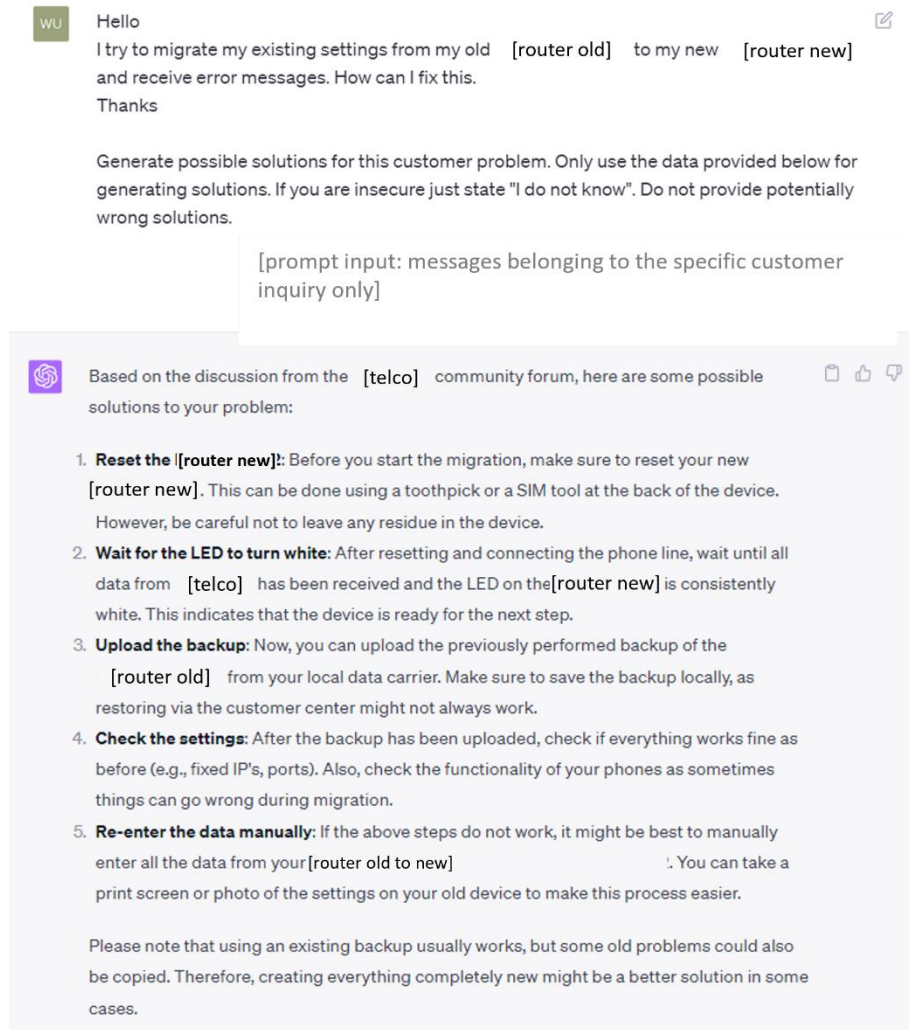 WU
Hello
I try to migrate my existing settings from my old [router old] to my new [router new]
and receive error messages. How can I fix this.
Thanks
Generate possible solutions for this customer problem. Only use the data provided below for
generating solutions. If you are insecure just state "I do not know". Do not provide potentially
wrong solutions.
[prompt input: messages belonging to the specific customer
inquiry only]
Based on the discussion from the [telco] community forum, here are some possible
solutions to your problem:
1. Reset the [router new]: Before you start the migration, make sure to reset your new
[router new]. This can be done using a toothpick or a SIM tool at the back of the device.
However, be careful not to leave any residue in the device.
2. Wait for the LED to turn white: After resetting and connecting the phone line, wait until all
data from [telco] has been received and the LED on the [router new] is consistently
white. This indicates that the device is ready for the next step.
3. Upload the backup: Now, you can upload the previously performed backup of the
[router old] from your local data carrier. Make sure to save the backup locally, as
restoring via the customer center might not always work.
4. Check the settings: After the backup has been uploaded, check if everything works fine as
before (e.g., fixed IP's, ports). Also, check the functionality of your phones as sometimes
things can go wrong during migration.
5. Re-enter the data manually: If the above steps do not work, it might be best to manually
enter all the data from your [router old to new] . You can take a
print screen or photo of the settings on your old device to make this process easier.
Please note that using an existing backup usually works, but some old problems could also
be copied. Therefore, creating everything completely new might be a better solution in some
cases.